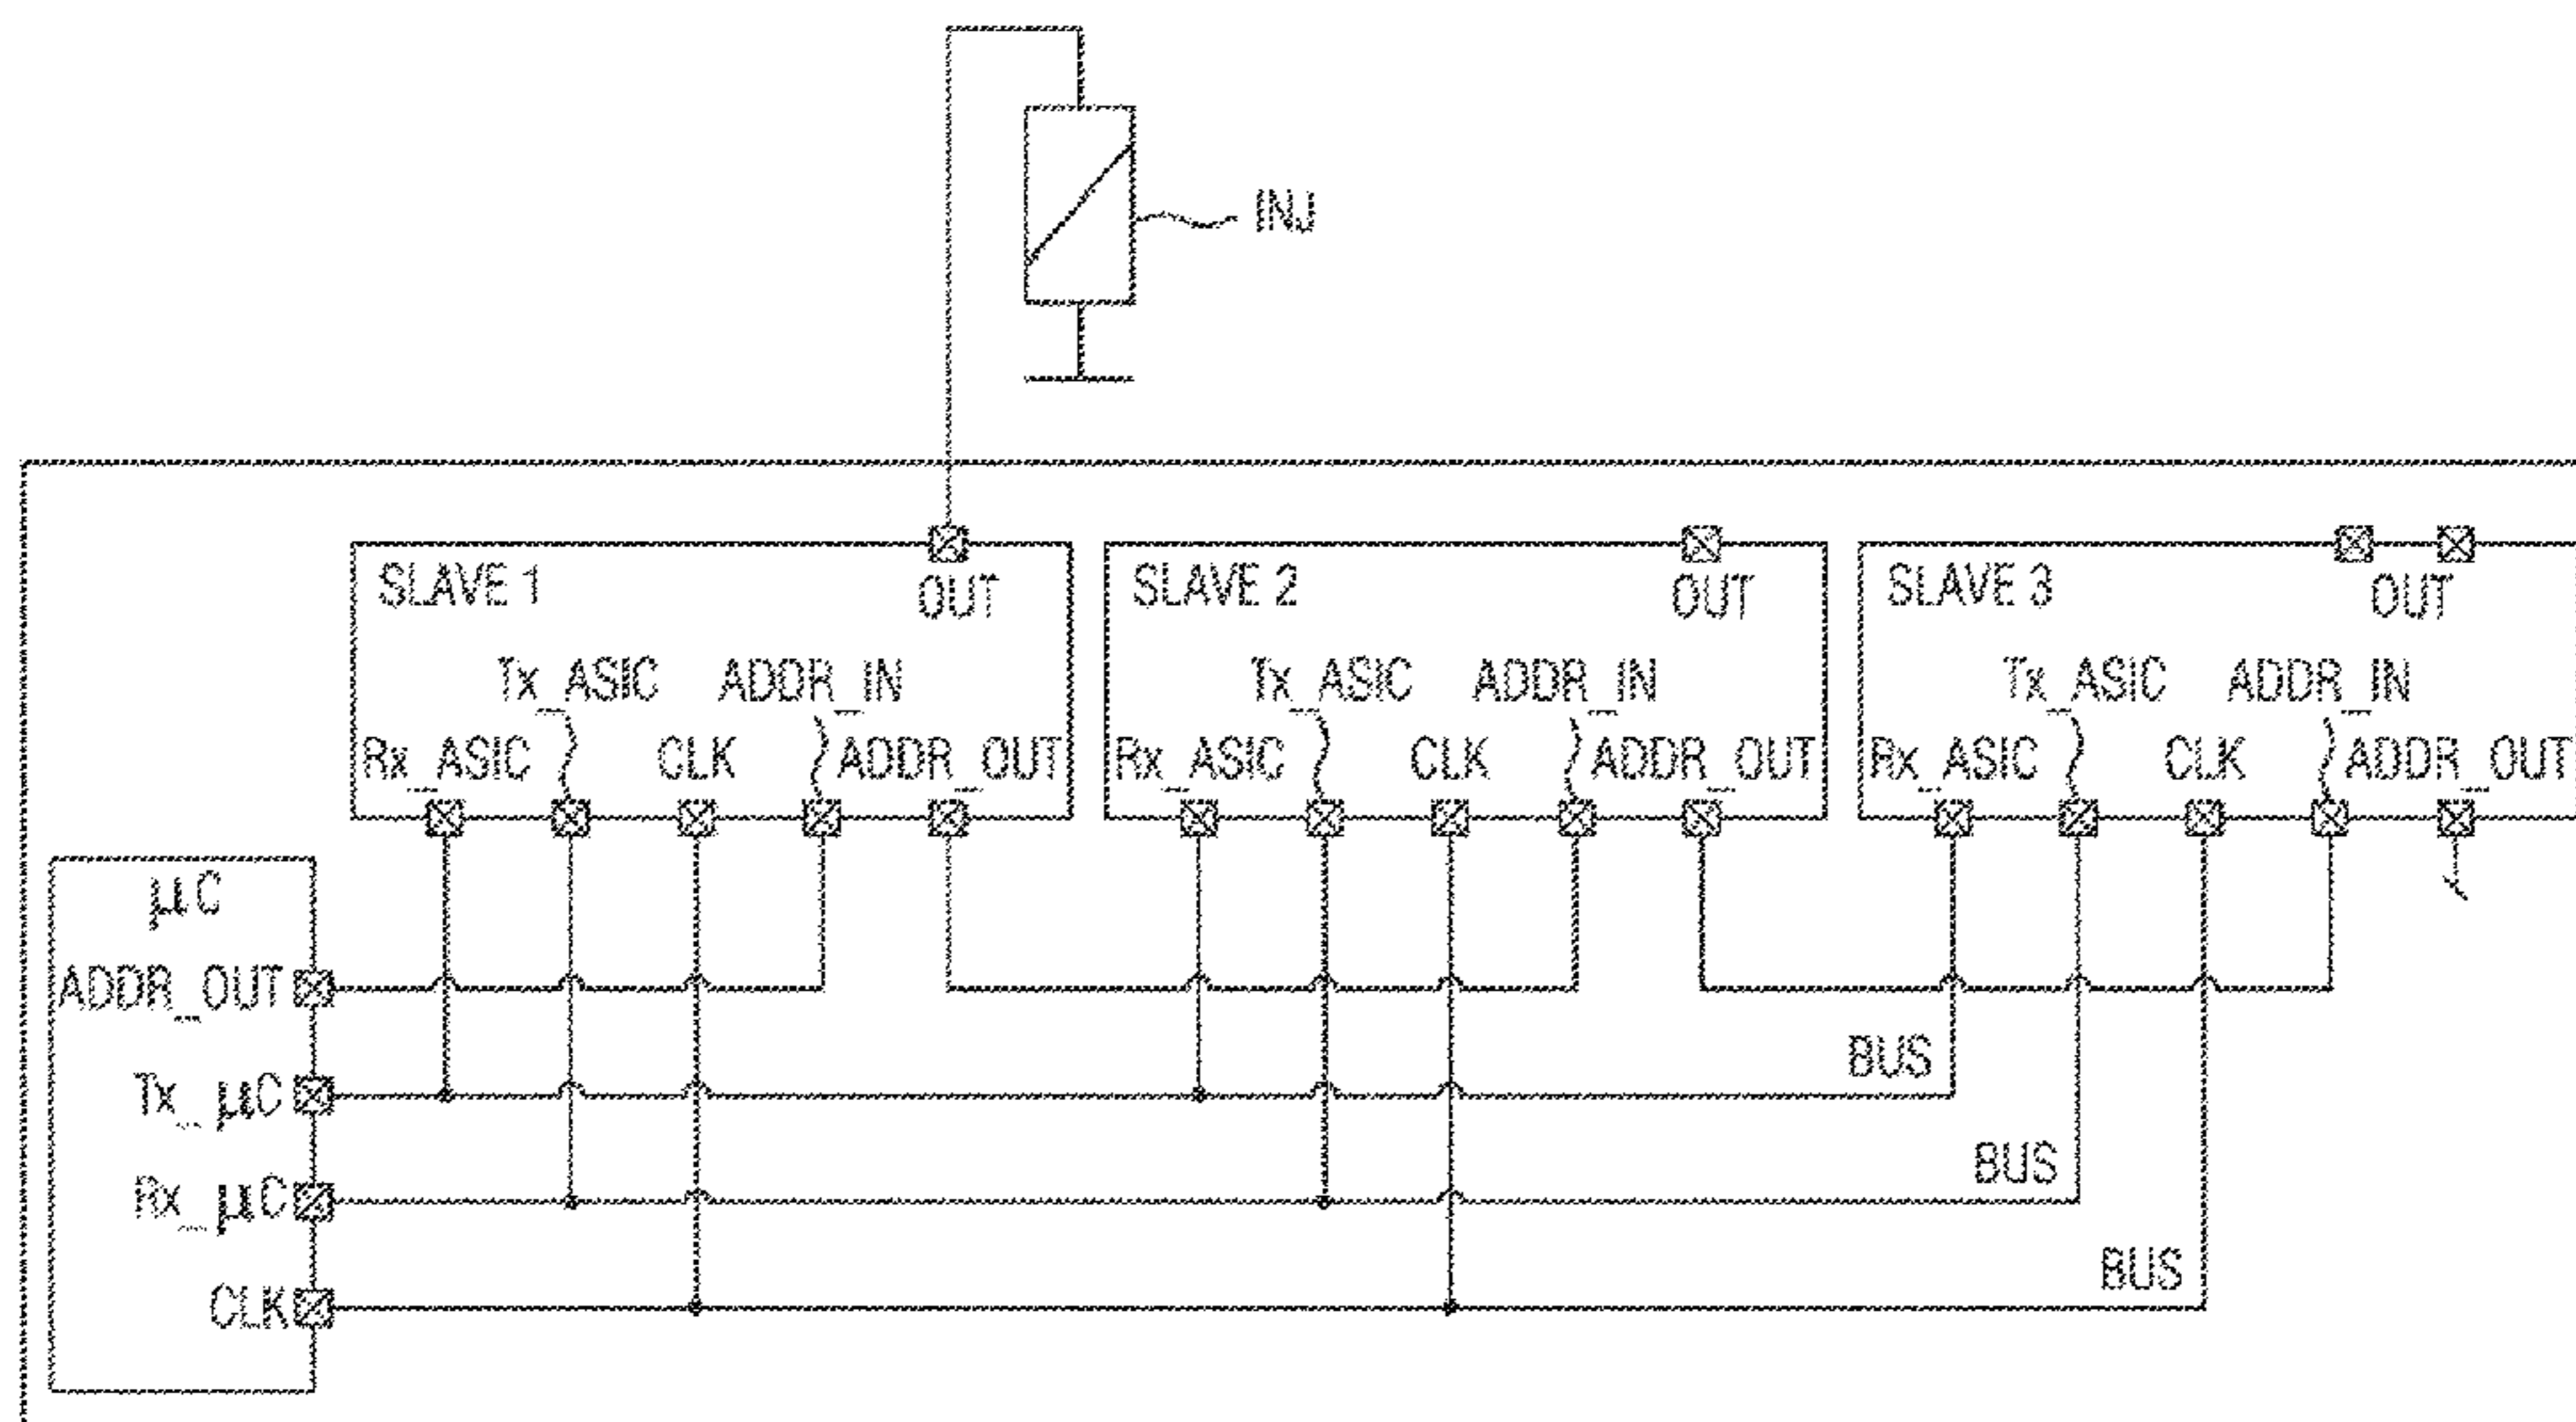 INJ
SLAVE 1
OUT
Tx_ASIC
ADDR_IN
Rx_ASIC
CLK
ADDR_OUT
SLAVE 2
OUT
Tx_ASIC
ADDR_IN
Rx_ASIC
CLK
ADDR_OUT
SLAVE 3
OUT
Tx_ASIC
ADDR_IN
Rx_ASIC
CLK
ADDR_OUT
µC
ADDR_OUT
Tx_µC
Rx_µC
CLK
BUS
BUS
BUS